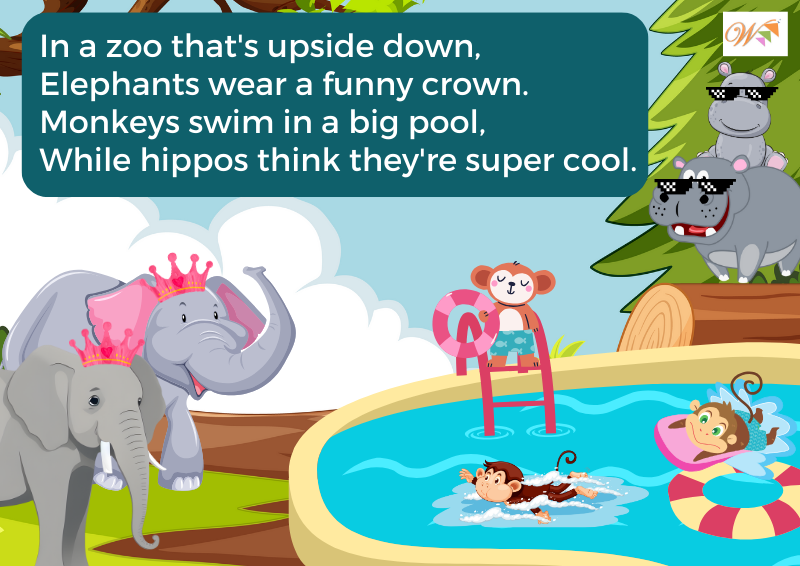 In a zoo that's upside down,
Elephants wear a funny crown.
Monkeys swim in a big pool,
While hippos think they're super cool.
W